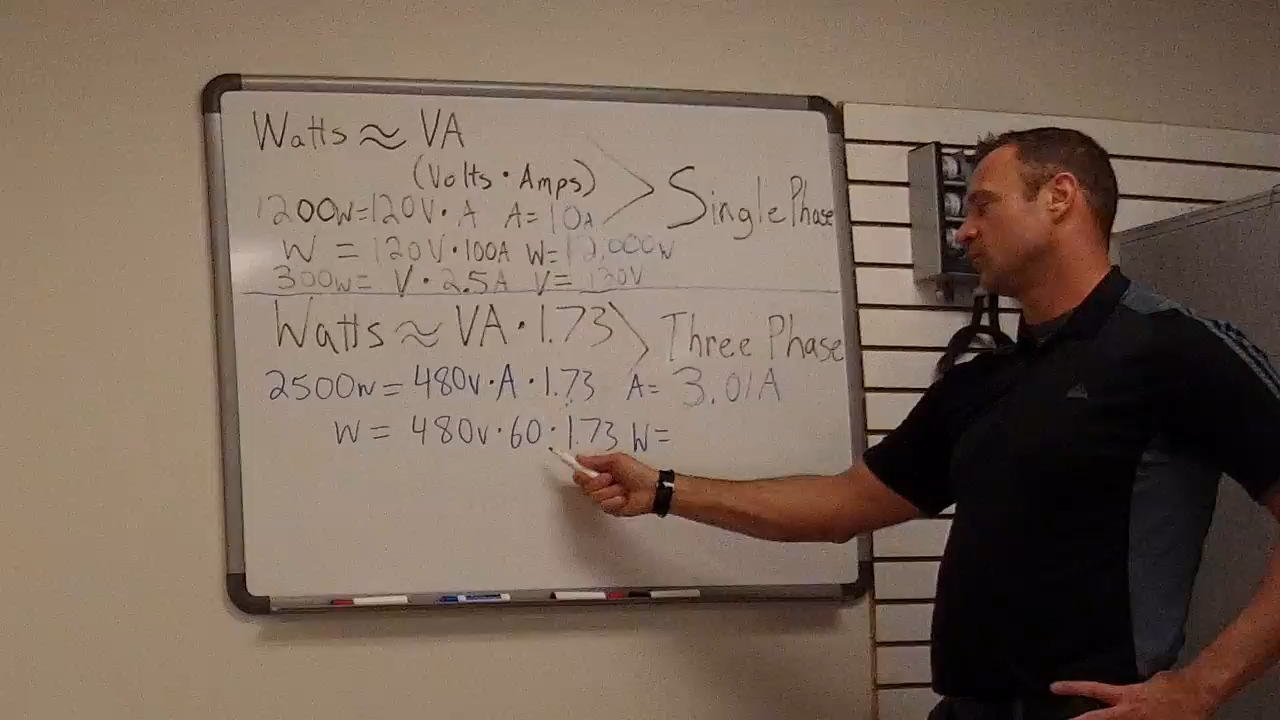 Watts ≈ VA
(Volts · Amps)
Single Phase
1200W=120V · A A= 10A
W = 120V·100A W=12,000W
300W= V · 2.5A V= 120V
Watts ≈ VA · 1.73
Three Phase
2500W = 480V · A · 1.73 A= 3.01A
W = 480V · 60 · 1.73 W=